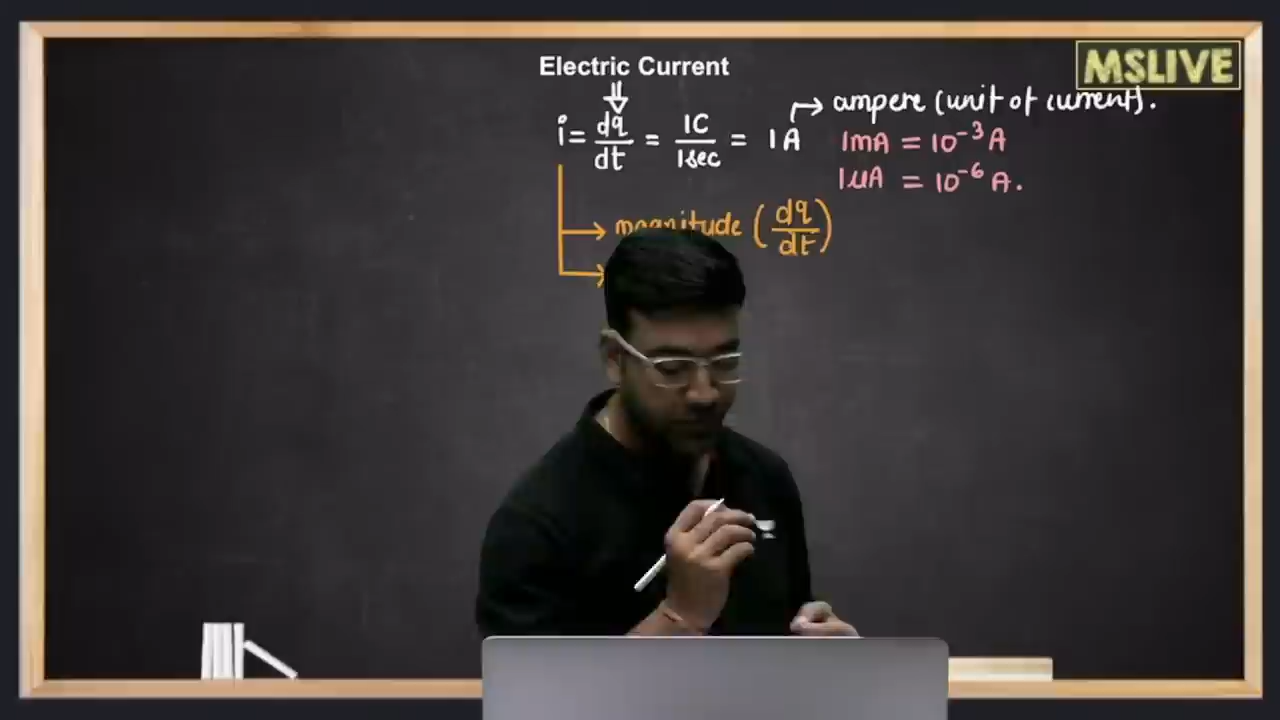 MSLIVE
Electric Current
i = dq/dt = 1C/1sec = 1A → ampere (unit of current).
1mA = 10⁻³ A
1μA = 10⁻⁶ A.
magnitude (dq/dt)